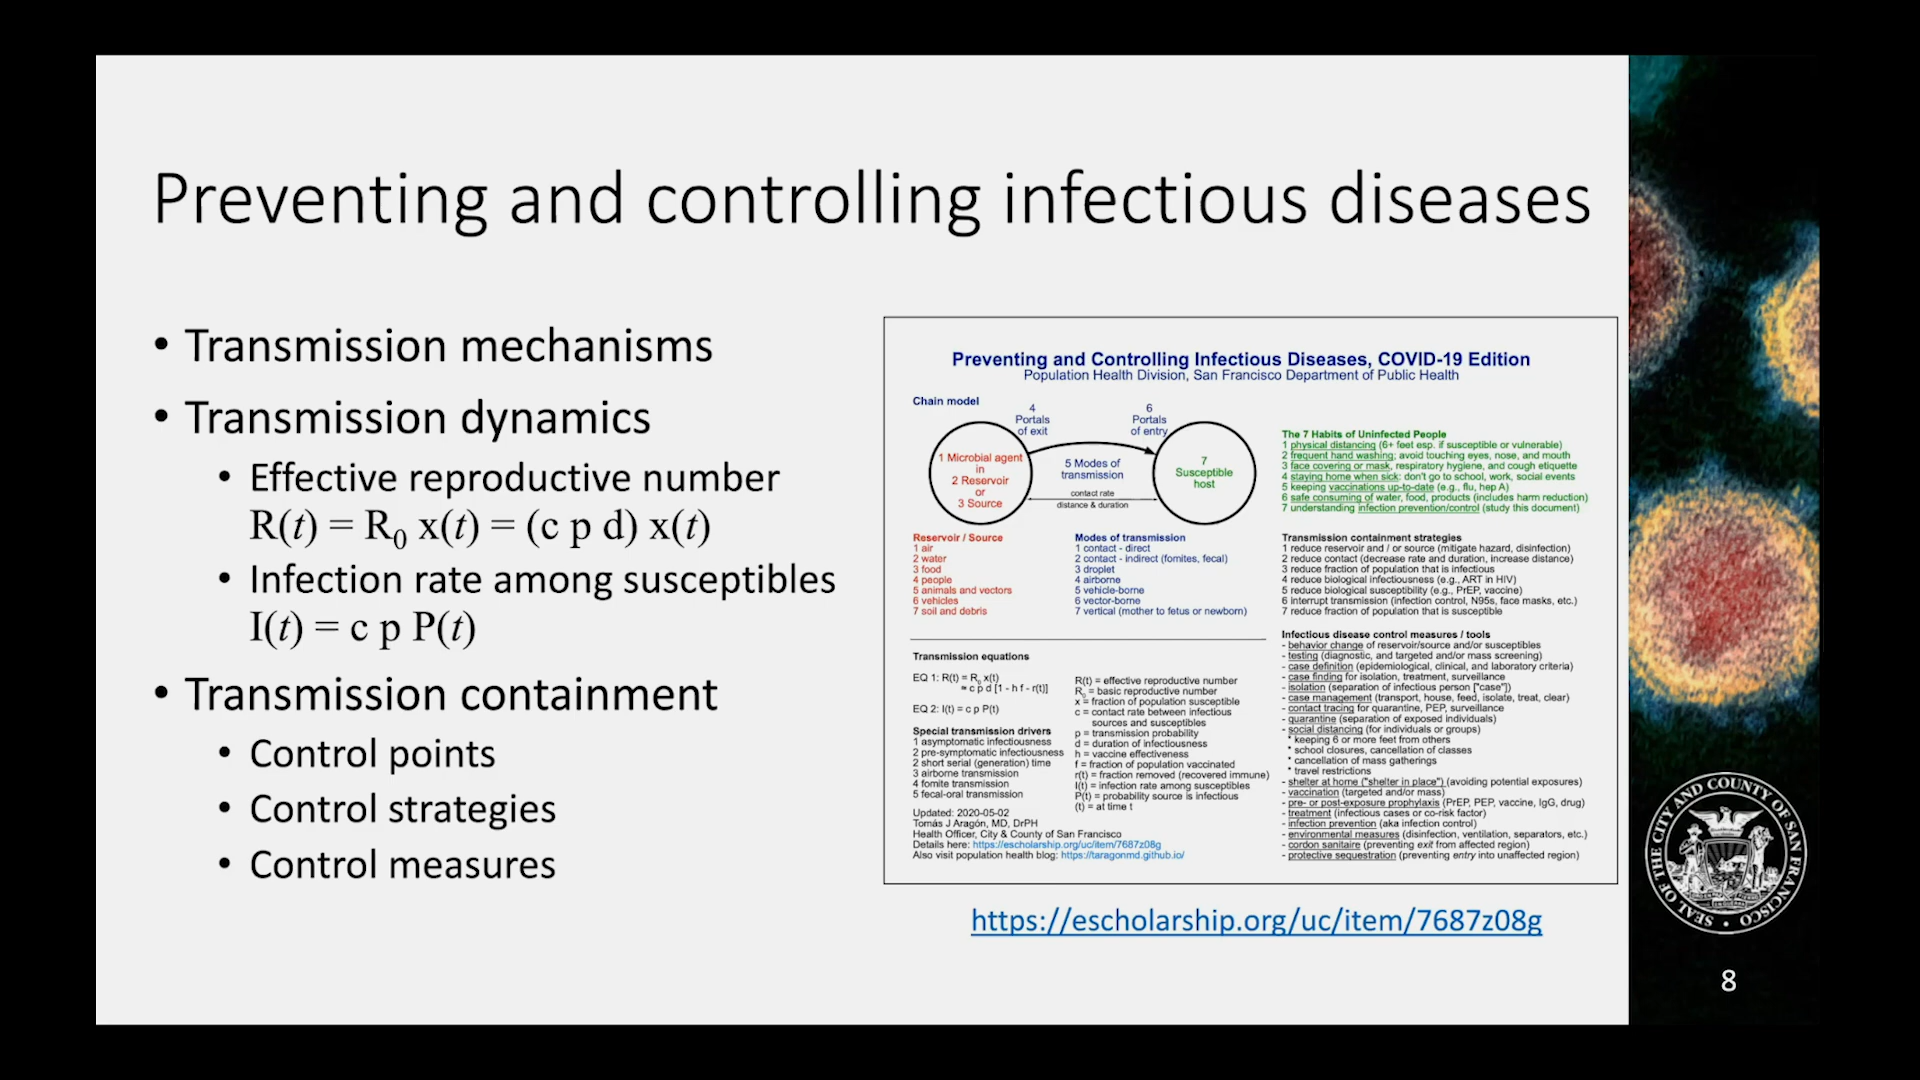 Preventing and controlling infectious diseases
• Transmission mechanisms
• Transmission dynamics
• Effective reproductive number
R(t) = R0 x(t) = (c p d) x(t)
• Infection rate among susceptibles
I(t) = c p P(t)
• Transmission containment
• Control points
• Control strategies
• Control measures
Preventing and Controlling Infectious Diseases, COVID-19 Edition
Population Health Division, San Francisco Department of Public Health
Chain model
4
Portals
of exit
6
Portals
of entry
1 Microbial agent
in
2 Reservoir
or
3 Source
5 Modes of
transmission
contact rate
distance & duration
7
Susceptible
host
Reservoir / Source
1 air
2 water
3 food
4 people
5 animals and vectors
6 vehicles
7 soil and debris
Modes of transmission
1 contact - direct
2 contact - indirect (fomites, fecal)
3 droplet
4 airborne
5 vehicle-borne
6 vector-borne
7 vertical (mother to fetus or newborn)
Transmission equations
EQ 1: R(t) = R0 x(t)
= c p d [1 - h f - r(t)]
EQ 2: I(t) = c p P(t)
Special transmission drivers
1 asymptomatic infectiousness
2 pre-symptomatic infectiousness
2 short serial (generation) time
3 airborne transmission
4 fomite transmission
5 fecal-oral transmission
Updated: 2020-05-02
Tomás J Aragón, MD, DrPH
Health Officer, City & County of San Francisco
Details here: https://escholarship.org/uc/item/7687z08g
Also visit population health blog: https://taragonmd.github.io/
R(t) = effective reproductive number
R0 = basic reproductive number
x = fraction of population susceptible
c = contact rate between infectious
sources and susceptibles
p = transmission probability
d = duration of infectiousness
h = vaccine effectiveness
f = fraction of population vaccinated
r(t) = fraction removed (recovered immune)
I(t) = infection rate among susceptibles
P(t) = probability source is infectious
(t) = at time t
The 7 Habits of Uninfected People
1 physical distancing (6+ feet esp. if susceptible or vulnerable)
2 frequent hand washing; avoid touching eyes, nose, and mouth
3 face covering or mask, respiratory hygiene, and cough etiquette
4 staying home when sick: don't go to school, work, social events
5 keeping vaccinations up-to-date (e.g., flu, hep A)
6 safe consuming of water, food, products (includes harm reduction)
7 understanding infection prevention/control (study this document)
Transmission containment strategies
1 reduce reservoir and / or source (mitigate hazard, disinfection)
2 reduce contact (decrease rate and duration, increase distance)
3 reduce fraction of population that is infectious
4 reduce biological infectiousness (e.g., ART in HIV)
5 reduce biological susceptibility (e.g., PrEP, vaccine)
6 interrupt transmission (infection control, N95s, face masks, etc.)
7 reduce fraction of population that is susceptible
Infectious disease control measures / tools
- behavior change of reservoir/source and/or susceptibles
- testing (diagnostic, and targeted and/or mass screening)
- case definition (epidemiological, clinical, and laboratory criteria)
- case finding for isolation, treatment, surveillance
- isolation (separation of infectious person ["case"])
- case management (transport, house, feed, isolate, treat, clear)
- contact tracing for quarantine, PEP, surveillance
- quarantine (separation of exposed individuals)
- social distancing (for individuals or groups)
* keeping 6 or more feet from others
* school closures, cancellation of classes
* cancellation of mass gatherings
* travel restrictions
- shelter at home ("shelter in place") (avoiding potential exposures)
- vaccination (targeted and/or mass)
- pre- or post-exposure prophylaxis (PrEP, PEP, vaccine, IgG, drug)
- treatment (infectious cases or co-risk factor)
- infection prevention (aka infection control)
- environmental measures (disinfection, ventilation, separators, etc.)
- cordon sanitaire (preventing exit from affected region)
- protective sequestration (preventing entry into unaffected region)
https://escholarship.org/uc/item/7687z08g
SEAL OF THE CITY AND COUNTY OF SAN FRANCISCO
8